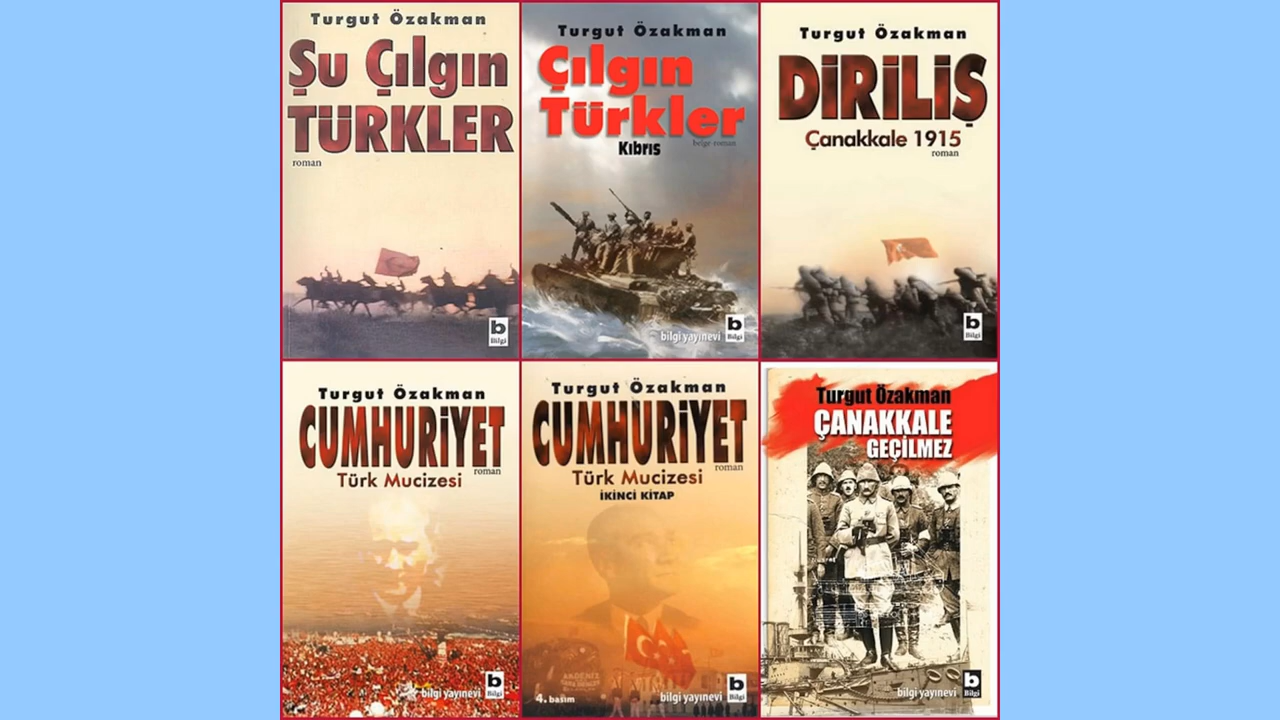 Turgut Özakman
Şu Çılgın
TÜRKLER
roman
b
Bilgi
Turgut Özakman
Çılgın
Türkler
belge roman
Kıbrıs
bilgi yayınevi
b
Bilgi
Turgut Özakman
DİRİLİŞ
Çanakkale 1915
roman
b
Bilgi
Turgut Özakman
CUMHURİYET
roman
Türk Mucizesi
bilgi yayınevi
b
Bilgi
Turgut Özakman
CUMHURİYET
roman
Türk Mucizesi
İKİNCİ KİTAP
4. basım
bilgi yayınevi
b
Bilgi
Turgut Özakman
ÇANAKKALE
GEÇİLMEZ
bilgi yayınevi
b
Bilgi